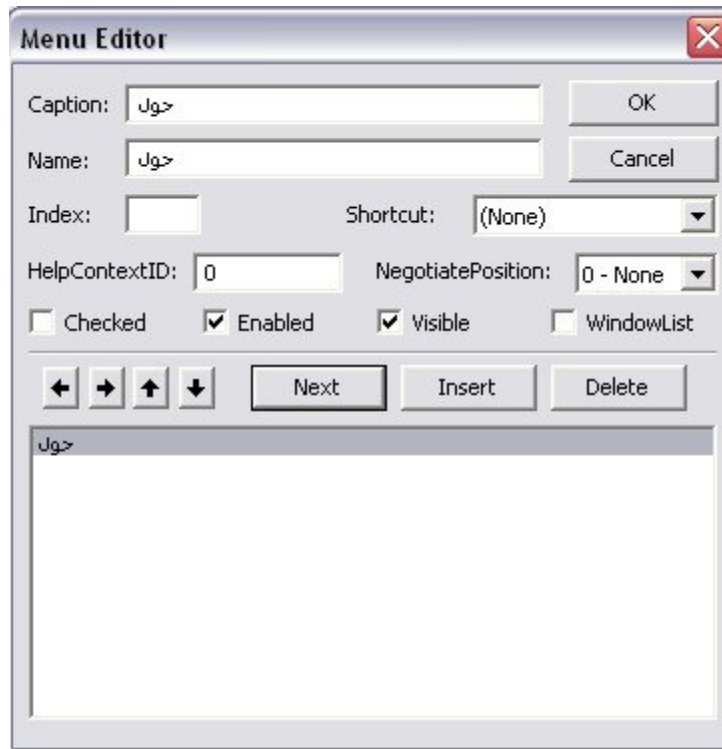 Menu Editor
Caption: حول OK
Name: حول Cancel
Index: Shortcut: (None)
HelpContextID: 0 NegotiatePosition: 0 - None
Checked Enabled Visible WindowList
Next Insert Delete
حول